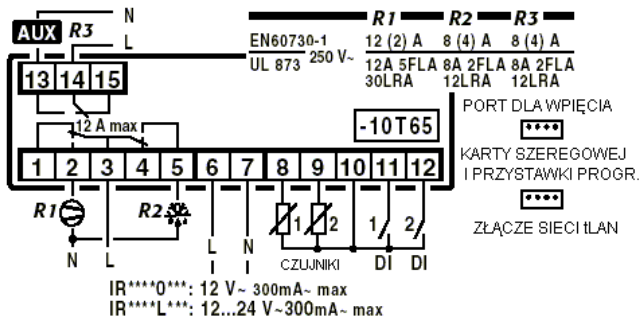 N
AUX R3
L
R1 R2 R3
EN60730-1 250 V~ 12 (2) A 8 (4) A 8 (4) A
UL 873 12A 5FLA 8A 2FLA 8A 2FLA
30LRA 12LRA 12LRA
13 14 15
12 A max
-10T65
PORT DLA WPIĘCIA
KARTY SZEREGOWEJ
I PRZYSTAWKI PROGR.
ZŁĄCZE SIECI tLAN
1 2 3 4 5 6 7 8 9 10 11 12
R1 R2 1 2 1 2
L N
N L CZUJNIKI DI DI
IR****0***: 12 V~ 300mA~ max
IR****L***: 12...24 V~300mA~ max